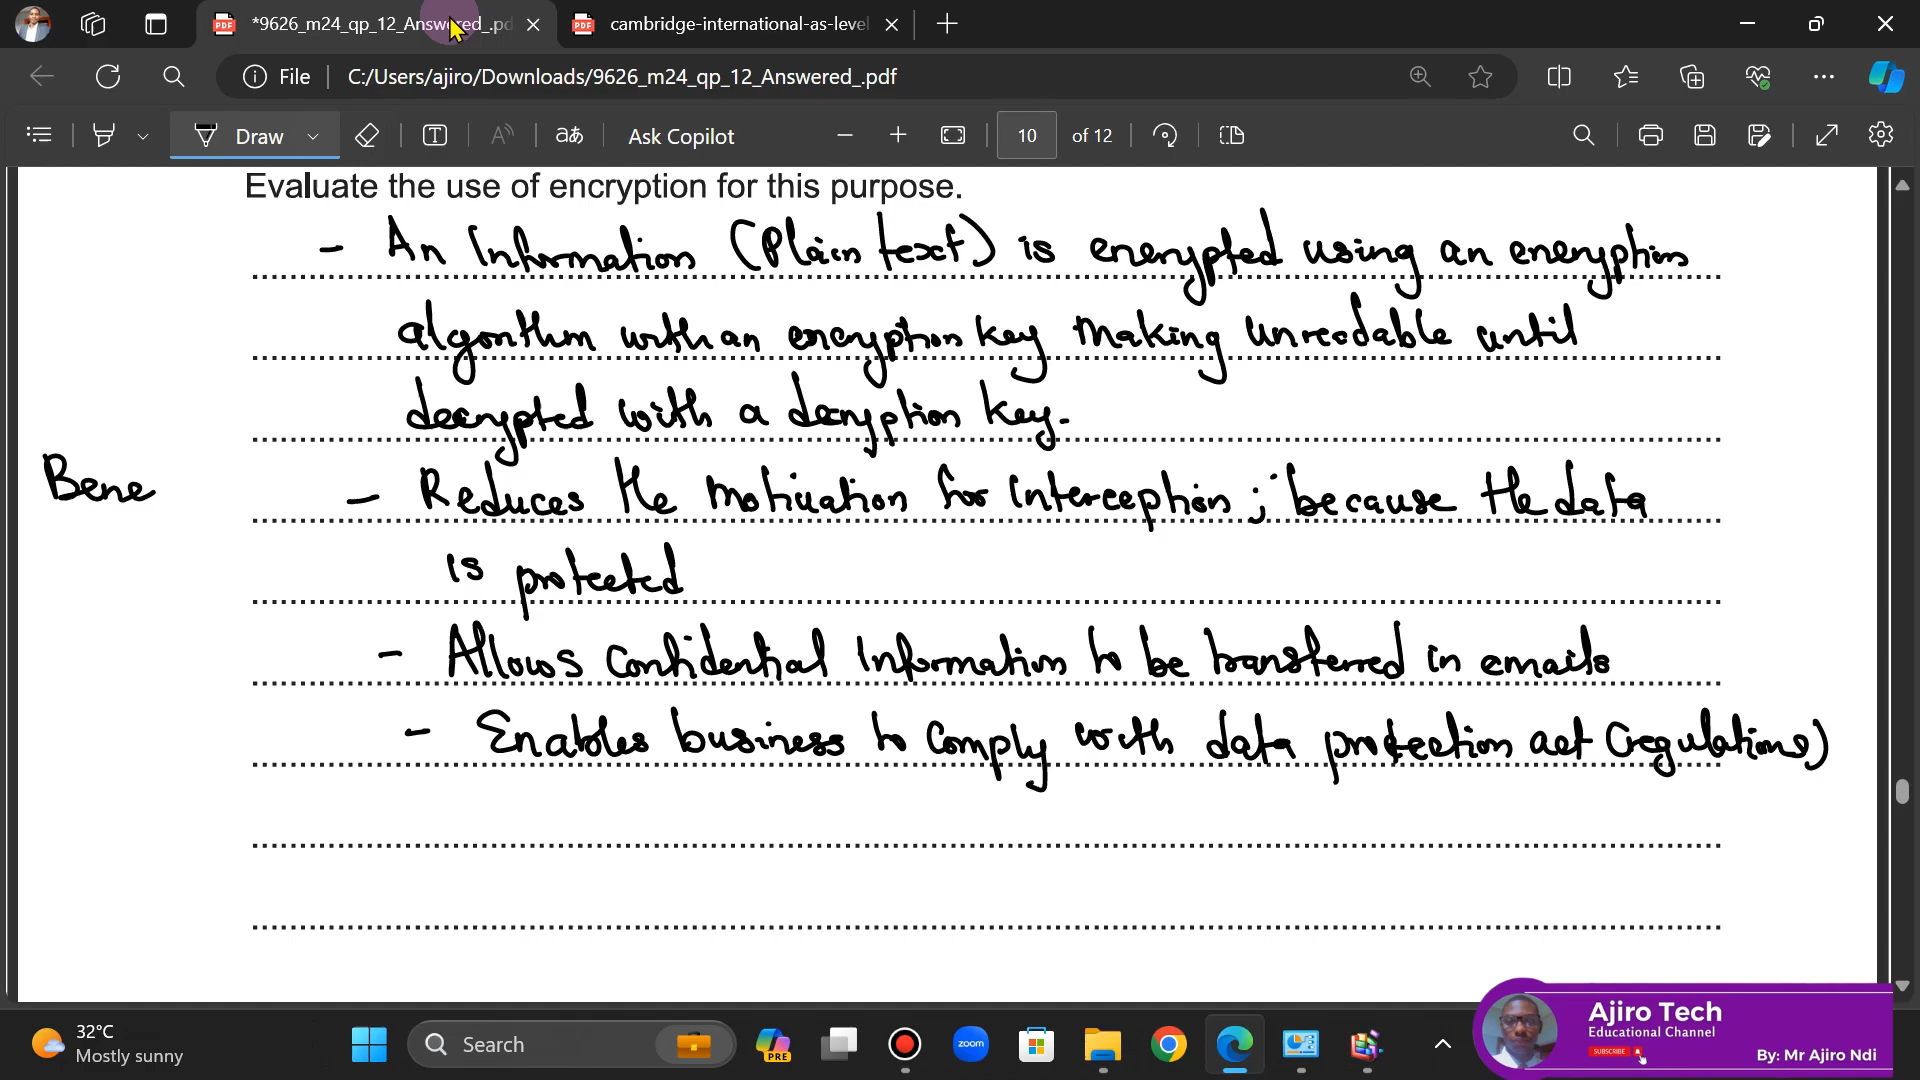 *9626_m24_qp_12_Answered_.pd
cambridge-international-as-level
File
C:/Users/ajiro/Downloads/9626_m24_qp_12_Answered_.pdf
Draw
Ask Copilot
10
of 12
Evaluate the use of encryption for this purpose.
- An Information (Plain text) is encrypted using an encryption
algorithm with an encryption key making unreadable until
decrypted with a decryption key.
Bene
- Reduces the motivation for interception; because the data
is protected
- Allows confidential information to be transferred in emails
- Enables business to comply with data protection act (regulations)
32°C
Mostly sunny
Search
PRE
zoom
Ajiro Tech
Educational Channel
SUBSCRIBE
By: Mr Ajiro Ndi